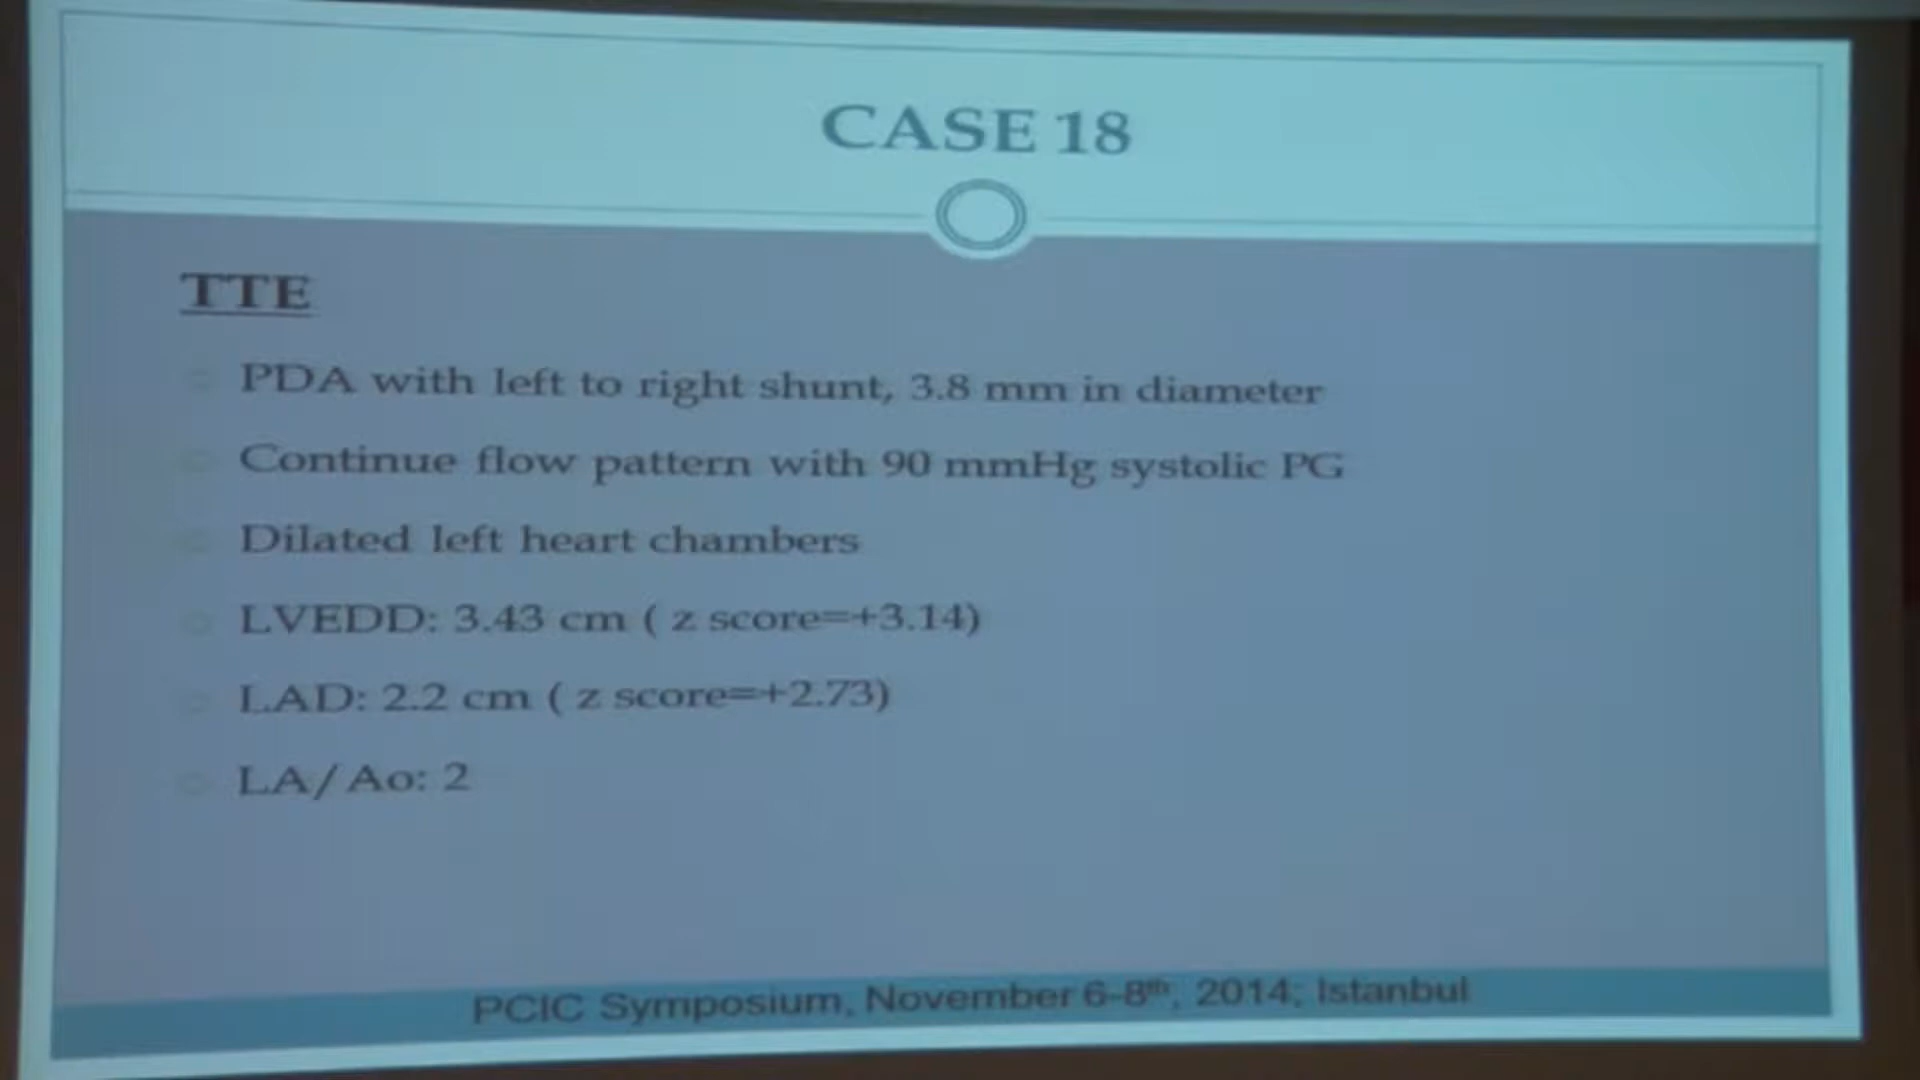 CASE 18
TTE
PDA with left to right shunt, 3.8 mm in diameter
Continue flow pattern with 90 mmHg systolic PG
Dilated left heart chambers
LVEDD: 3.43 cm ( z score=+3.14)
LAD: 2.2 cm ( z score=+2.73)
LA/Ao: 2
PCIC Symposium, November 6-8th, 2014; Istanbul